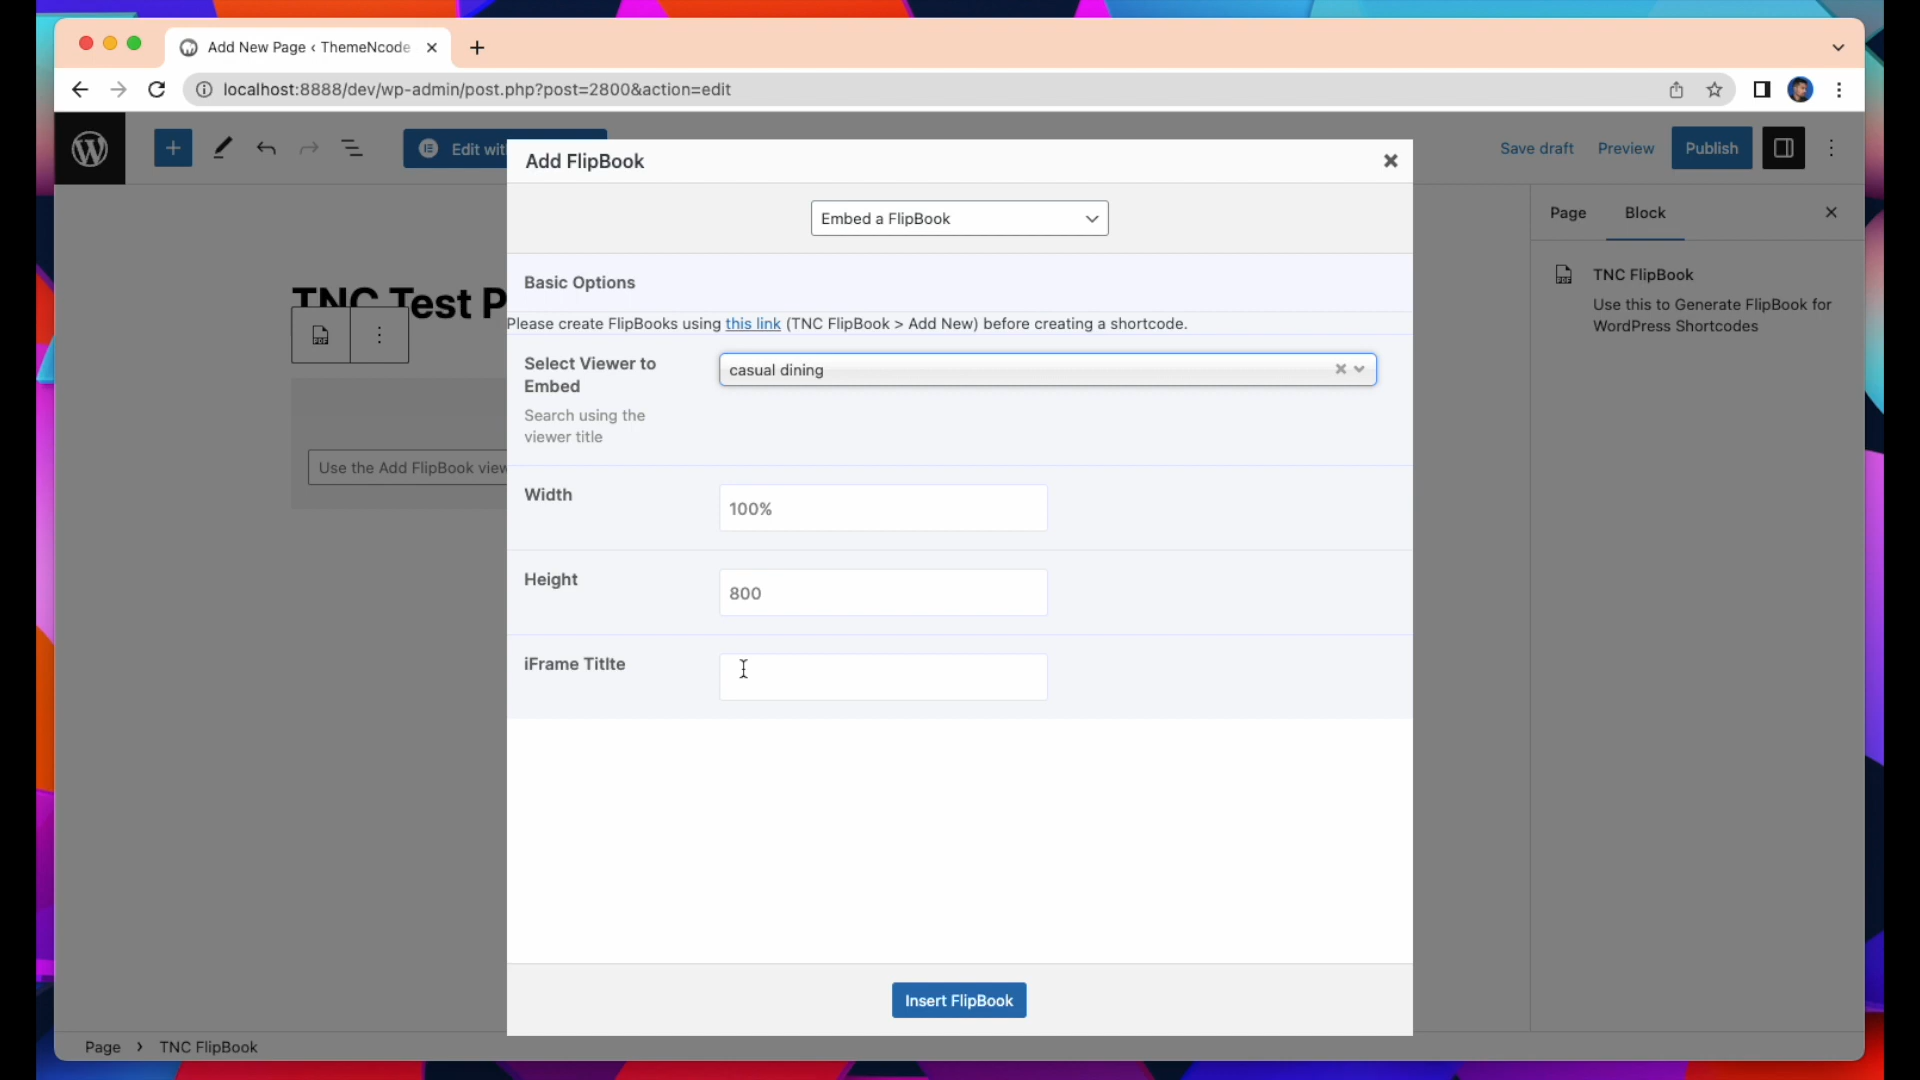 Add New Page ‹ ThemeNcode
localhost:8888/dev/wp-admin/post.php?post=2800&action=edit
Edit wit
Save draft
Preview
Publish
Add FlipBook
Embed a FlipBook
Page
Block
Basic Options
TNC FlipBook
Use this to Generate FlipBook for
WordPress Shortcodes
TNC Test P
Please create FlipBooks using this link (TNC FlipBook > Add New) before creating a shortcode.
Select Viewer to
Embed
casual dining
Search using the
viewer title
Use the Add FlipBook view
Width
100%
Height
800
iFrame Titlte
Insert FlipBook
Page › TNC FlipBook